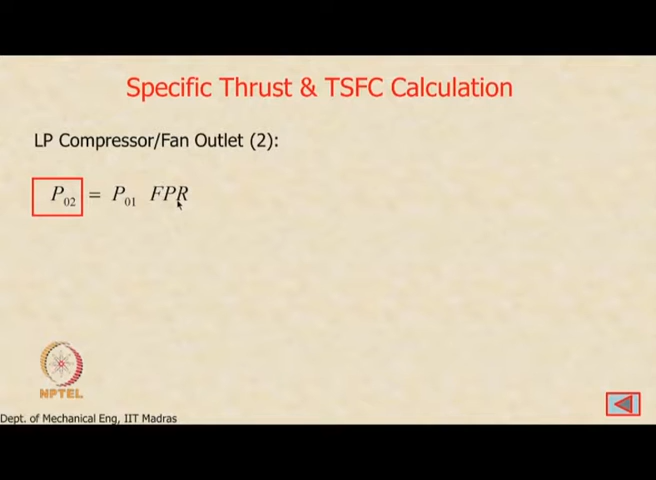 Specific Thrust & TSFC Calculation
LP Compressor/Fan Outlet (2):
P02 = P01 FPR
NPTEL
Dept. of Mechanical Eng, IIT Madras